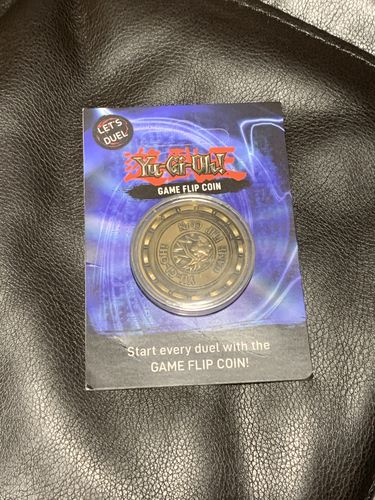 LET'S
DUEL
Yu-Gi-Oh!
GAME FLIP COIN
Start every duel with the
GAME FLIP COIN!